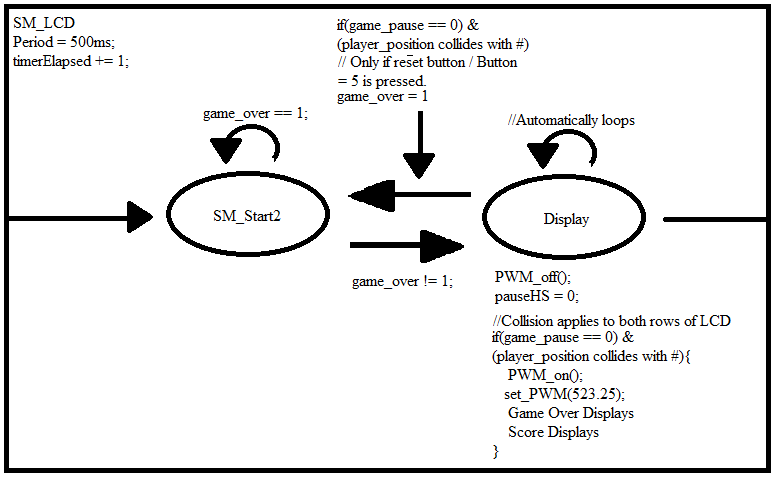 SM_LCD
Period = 500ms;
timerElapsed += 1;
if(game_pause == 0) &
(player_position collides with #)
// Only if reset button / Button
= 5 is pressed.
game_over = 1
game_over == 1;
//Automatically loops
SM_Start2
Display
game_over != 1;
PWM_off();
pauseHS = 0;
//Collision applies to both rows of LCD
if(game_pause == 0) &
(player_position collides with #){
PWM_on();
set_PWM(523.25);
Game Over Displays
Score Displays
}